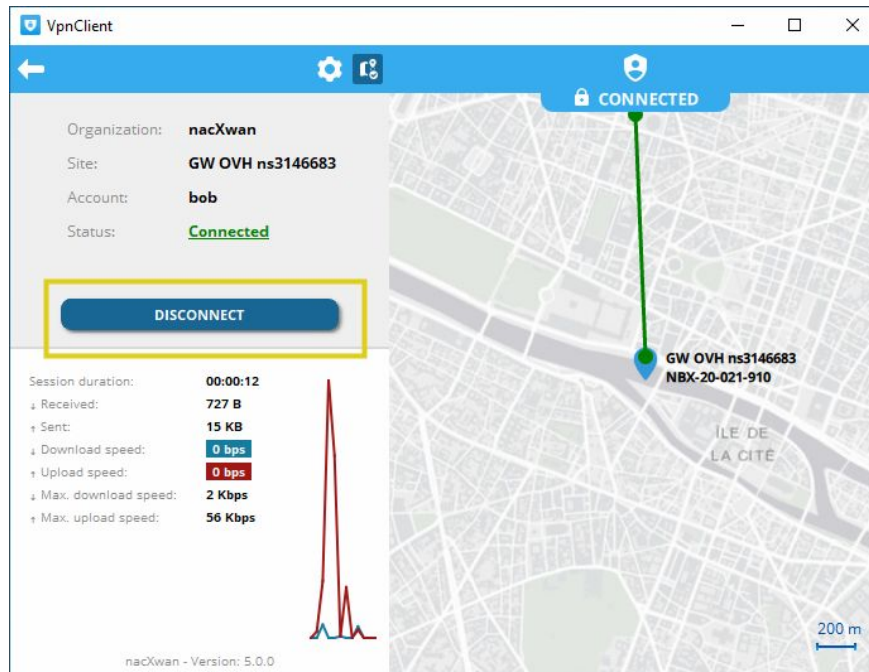 VpnClient
CONNECTED
Organization: nacXwan
Site: GW OVH ns3146683
Account: bob
Status: Connected
DISCONNECT
Session duration: 00:00:12
↓ Received: 727 B
↑ Sent: 15 KB
↓ Download speed: 0 bps
↑ Upload speed: 0 bps
↓ Max. download speed: 2 Kbps
↑ Max. upload speed: 56 Kbps
nacXwan - Version: 5.0.0
GW OVH ns3146683
NBX-20-021-910
ÎLE DE
LA CITÉ
200 m